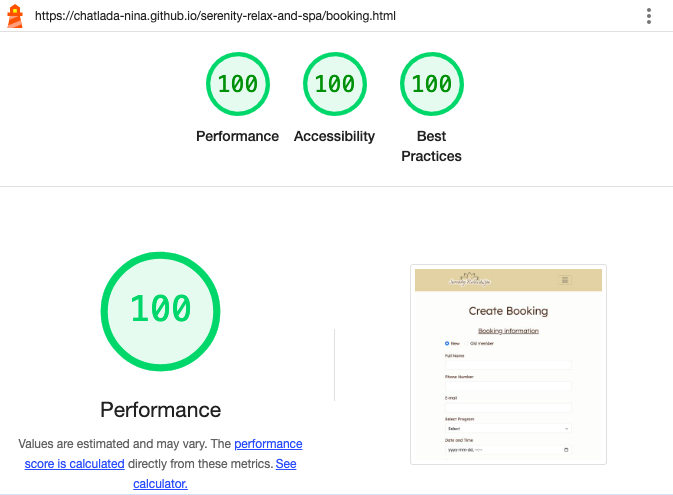 https://chatlada-nina.github.io/serenity-relax-and-spa/booking.html
100 100 100
Performance Accessibility Best
Practices
100
Performance
Values are estimated and may vary. The performance
score is calculated directly from these metrics. See
calculator.
Create Booking
Booking information
New Old member
Full Name
Phone Number
E-mail
Select Program
Select
Date and Time
yyyy-mm-dd, --:--